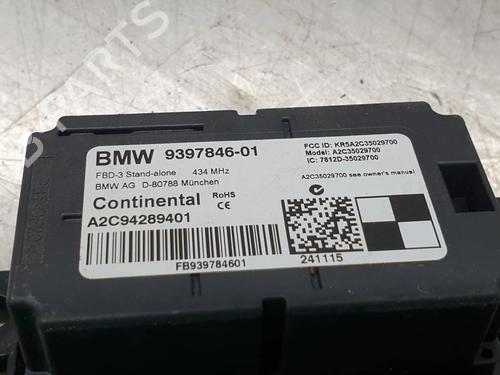 BMW 9397846-01
FBD-3 Stand-alone 434 MHz
BMW AG D-80788 München
Continental RoHS
CE
A2C94289401
FB939784601
FCC ID: KR5A2C35029700
Model: A2C35029700
IC: 7812D-35029700
A2C35029700 see owner's manual
241115